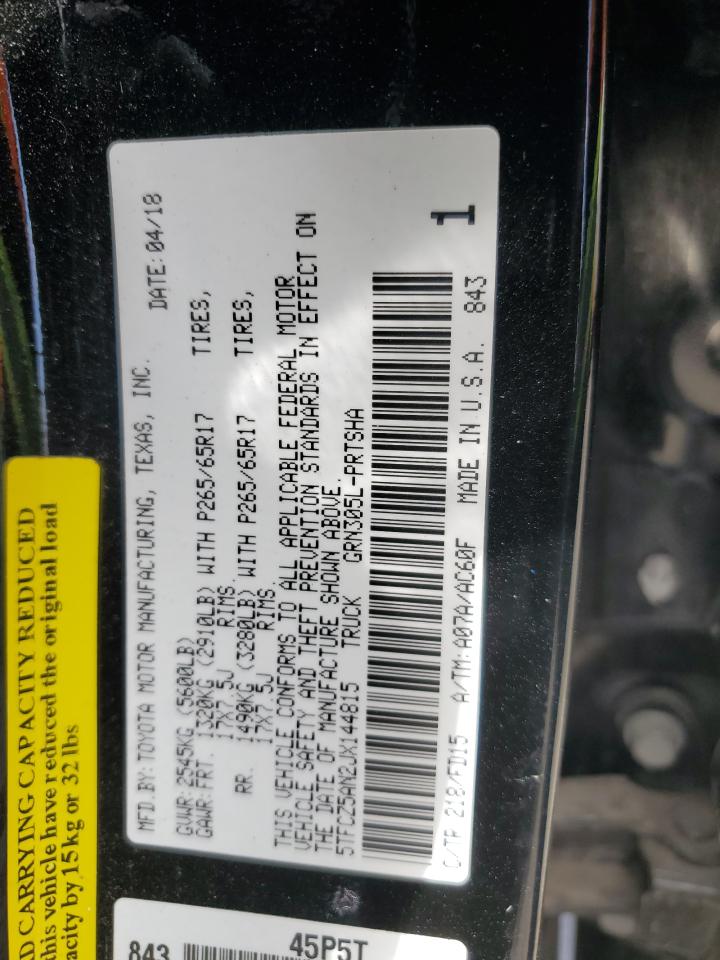 MFD.BY:TOYOTA MOTOR MANUFACTURING, TEXAS, INC. DATE:04/18
GVWR:2545KG (5600LB)
GAWR:FRT. 1320KG (2910LB) WITH P265/65R17 TIRES,
17X7.5J RIMS.
RR. 1490KG (3280LB) WITH P265/65R17 TIRES,
17X7.5J RIMS.
THIS VEHICLE CONFORMS TO ALL APPLICABLE FEDERAL MOTOR
VEHICLE SAFETY AND THEFT PREVENTION STANDARDS IN EFFECT ON
THE DATE OF MANUFACTURE SHOWN ABOVE.
5TFCZ5AN2JX144815 TRUCK GRN305L-PRTSHA
1
C/TR:218/FD15 A/TM:A07A/AC60F MADE IN U.S.A. 843
CARRYING CAPACITY REDUCED
this vehicle have reduced the original load
by 15kg or 32 lbs
45P5T
843